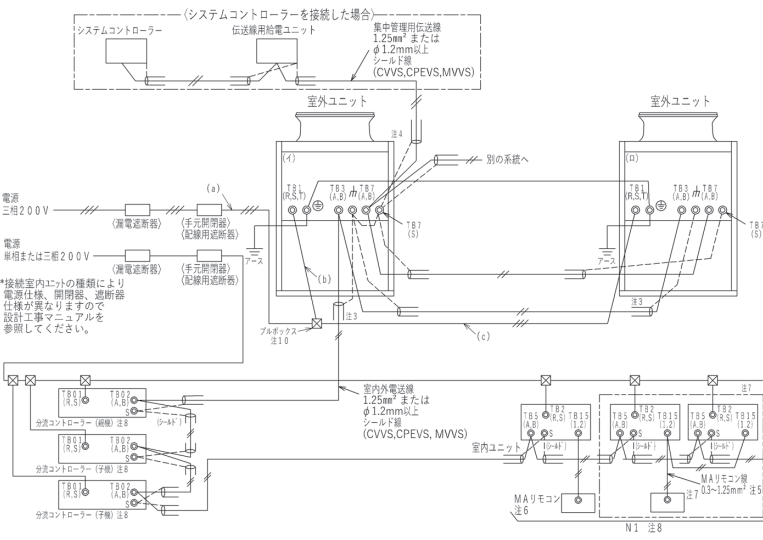 〈システムコントローラーを接続した場合〉
システムコントローラー
伝送線用給電ユニット
集中管理用伝送線
1.25mm² または
φ1.2mm以上
シールド線
(CVVS,CPEVS,MVVS)
室外ユニット
室外ユニット
注4
別の系統へ
(イ)
TB1
(R,S,T)
TB3
(A,B)
TB7
(A,B)
TB7
(S)
アース
(ロ)
TB1
(R,S,T)
TB3
(A,B)
TB7
(A,B)
TB7
(S)
アース
電源
三相200V
(a)
〈漏電遮断器〉
〈手元開閉器〉
〈配線用遮断器〉
電源
単相または三相200V
〈漏電遮断器〉
〈手元開閉器〉
〈配線用遮断器〉
(b)
*接続室内ユニットの種類により
電源仕様、開閉器、遮断器
仕様が異なりますので
設計工事マニュアルを
参照してください。
プルボックス
注10
注3
注3
(c)
室内外電送線
1.25mm² または
φ1.2mm以上
シールド線
(CVVS,CPEVS, MVVS)
TB01
(R,S)
TB02
(A,B)
S
(シールド)
分流コントローラー(親機) 注8
TB01
(R,S)
TB02
(A,B)
S
分流コントローラー(子機) 注8
TB01
(R,S)
TB02
(A,B)
S
分流コントローラー(子機) 注8
注7
TB5
(A,B)
TB2
(R,S)
TB15
(1,2)
S
(シールド)
TB5
(A,B)
TB2
(R,S)
TB15
(1,2)
S
(シールド)
TB5
(A,B)
TB2
(R,S)
TB15
(1,2)
S
(シールド)
室内ユニット
MAリモコン
注6
MAリモコン線
0.3~1.25mm² 注5
注7
MAリモコン
N1 注8